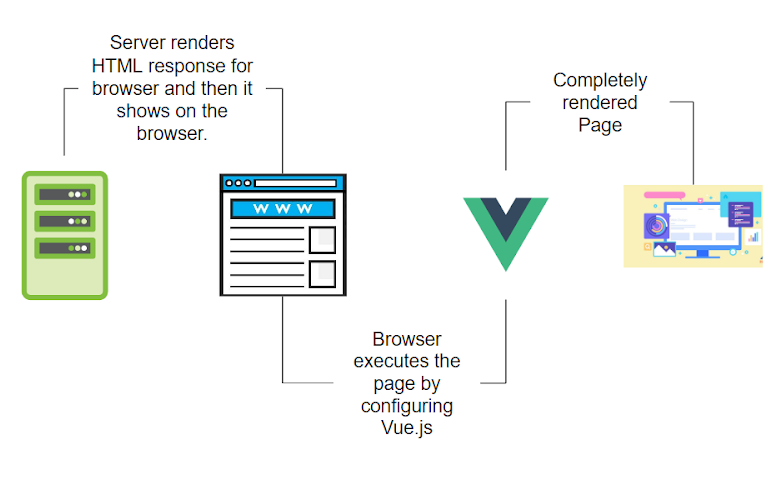 Server renders
HTML response for
browser and then it
shows on the
browser.
Completely
rendered
Page
WWW
Browser
executes the
page by
configuring
Vue.js